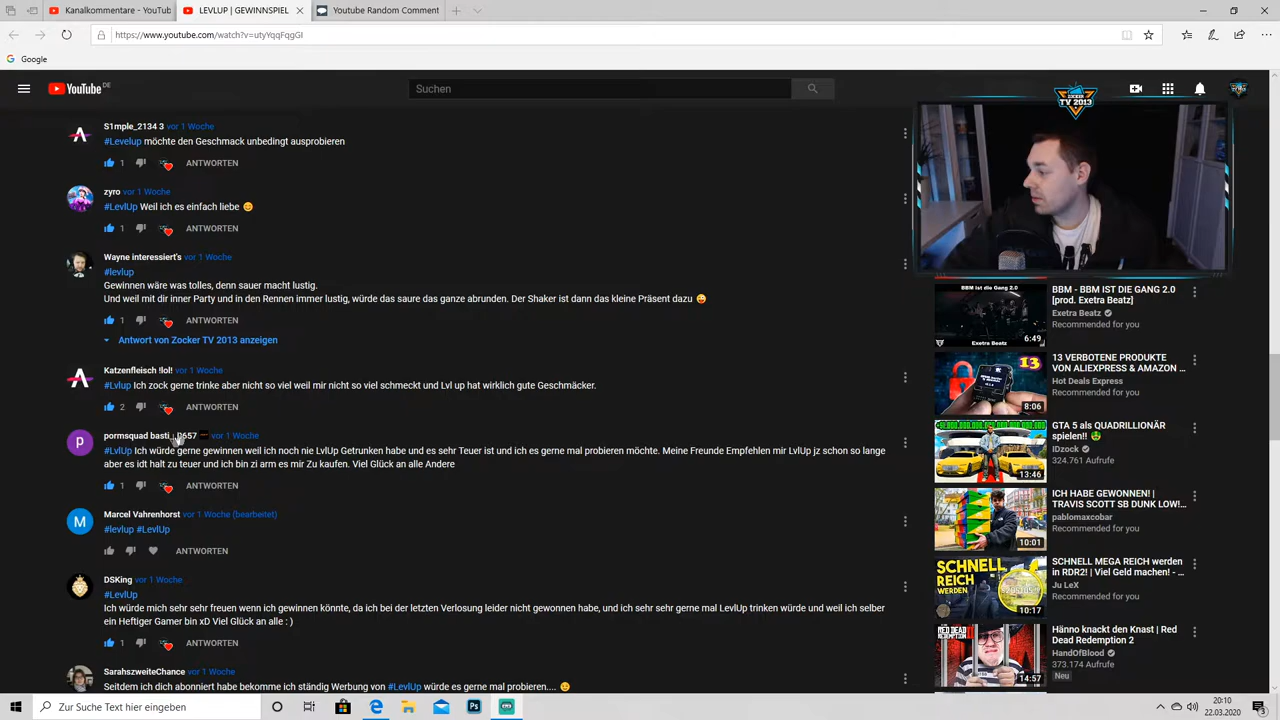 Kanalkommentare - YouTub
LEVLUP | GEWINNSPIEL
Youtube Random Comment
https://www.youtube.com/watch?v=utyYqqFqgGI
Google
YouTube DE
Suchen
ZOCKER
TV 2013
S1mple_2134 3 vor 1 Woche
#Levelup möchte den Geschmack unbedingt ausprobieren
1 ANTWORTEN
zyro vor 1 Woche
#LevlUp Weil ich es einfach liebe 😊
1 ANTWORTEN
Wayne interessiert's vor 1 Woche
#levlup
Gewinnen wäre was tolles, denn sauer macht lustig.
Und weil mit dir inner Party und in den Rennen immer lustig, würde das saure das ganze abrunden. Der Shaker ist dann das kleine Präsent dazu 😜
1 ANTWORTEN
Antwort von Zocker TV 2013 anzeigen
Katzenfleisch !lol! vor 1 Woche
#Lvlup Ich zock gerne trinke aber nicht so viel weil mir nicht so viel schmeckt und Lvl up hat wirklich gute Geschmäcker.
2 ANTWORTEN
pormsquad vor 1 Woche
#LvlUp Ich würde gerne gewinnen weil ich noch nie LvlUp Getrunken habe und es sehr Teuer ist und ich es gerne mal probieren möchte. Meine Freunde Empfehlen mir LvlUp jz schon so lange
aber es idt halt zu teuer und ich bin zi arm es mir Zu kaufen. Viel Glück an alle Andere
1 ANTWORTEN
Marcel Vahrenhorst vor 1 Woche (bearbeitet)
#levlup #LevlUp
ANTWORTEN
DSKing vor 1 Woche
#LevlUp
Ich würde mich sehr sehr freuen wenn ich gewinnen könnte, da ich bei der letzten Verlosung leider nicht gewonnen habe, und ich sehr sehr gerne mal LevlUp trinken würde und weil ich selber
ein Heftiger Gamer bin xD Viel Glück an alle : )
1 ANTWORTEN
SarahszweiteChance vor 1 Woche
Seitdem ich dich abonniert habe bekomme ich ständig Werbung von #LevlUp würde es gerne mal probieren.... 😉
BBM IST DIE GANG 2.0
Exetra Beatz
6:49
BBM - BBM IST DIE GANG 2.0
[prod. Exetra Beatz]
Exetra Beatz
Recommended for you
13
8:06
13 VERBOTENE PRODUKTE
VON ALIEXPRESS & AMAZON ...
Hot Deals Express
Recommended for you
13:46
GTA 5 als QUADRILLIONÄR
spielen!! 🤑
IDzock
324.761 Aufrufe
10:01
ICH HABE GEWONNEN! |
TRAVIS SCOTT SB DUNK LOW!...
pablomaxcobar
Recommended for you
SCHNELL
REICH
WERDEN
10:17
SCHNELL MEGA REICH werden
in RDR2! | Viel Geld machen! - ...
Ju LeX
Recommended for you
14:57
Hänno knackt den Knast | Red
Dead Redemption 2
HandOfBlood
373.174 Aufrufe
Neu
Zur Suche Text hier eingeben
Ps
20:10
22.03.2020
3